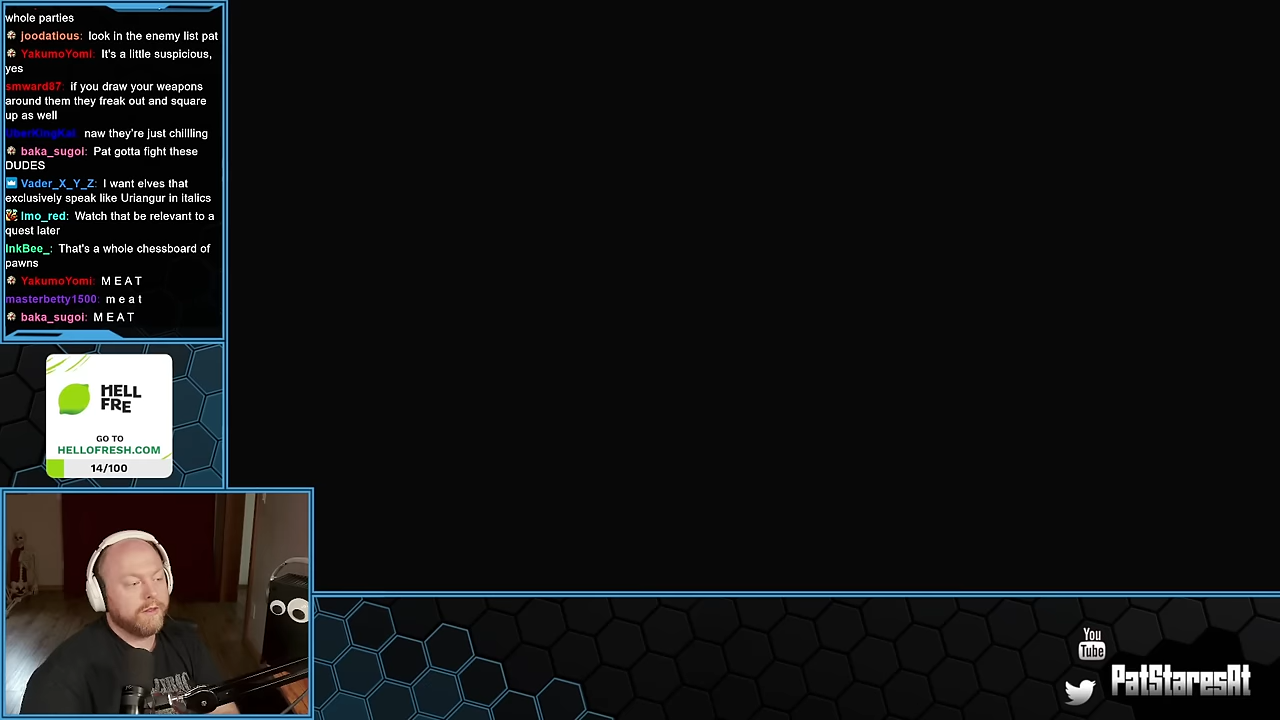 whole parties
joodatious: look in the enemy list pat
YakumoYomi: It's a little suspicious,
yes
smward87: if you draw your weapons
around them they freak out and square
up as well
UberKingKai: naw they're just chillling
baka_sugoi: Pat gotta fight these
DUDES
Vader_X_Y_Z: I want elves that
exclusively speak like Uriangur in italics
Imo_red: Watch that be relevant to a
quest later
InkBee_: That's a whole chessboard of
pawns
YakumoYomi: M E A T
masterbetty1500: m e a t
baka_sugoi: M E A T
HELL
FRE
GO TO
HELLOFRESH.COM
14/100
You
Tube
PatStaresAt